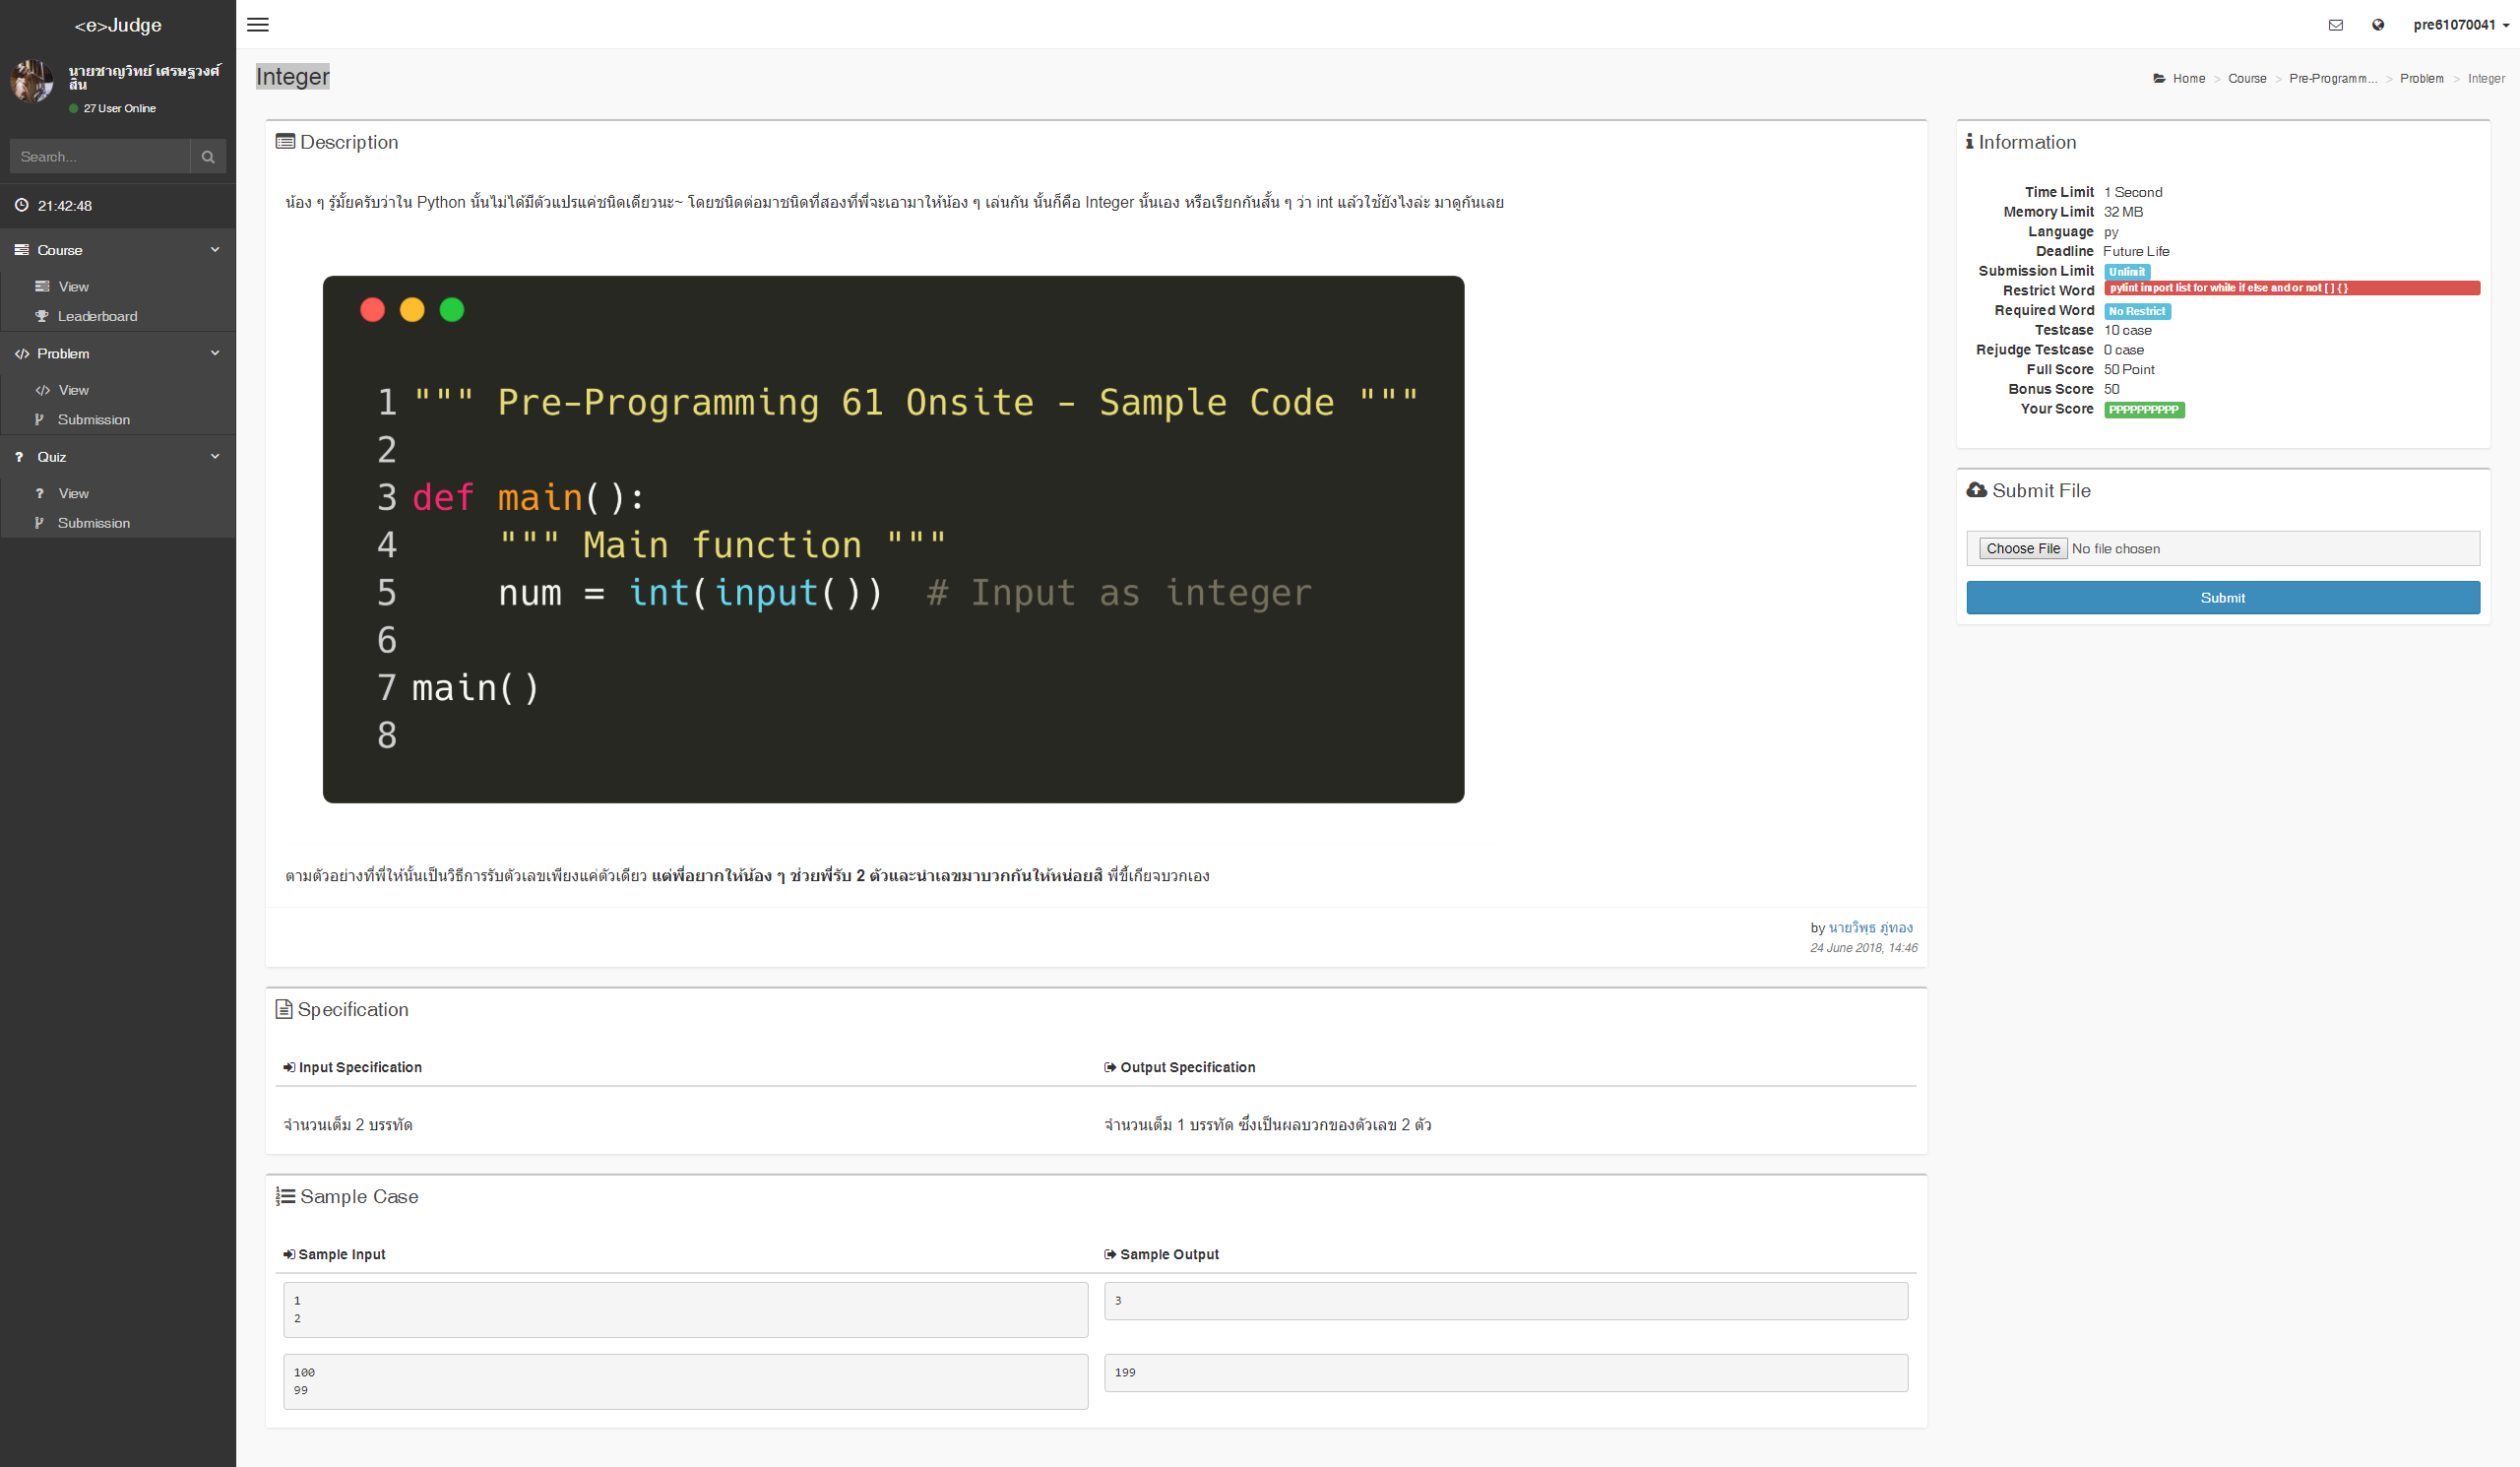 <e>Judge
นายชาญวิทย์ เศรษฐวงศ์
สิน
27 User Online
Search...
21:42:48
Course
View
Leaderboard
Problem
View
Submission
Quiz
View
Submission
pre61070041
Integer
Home > Course > Pre-Programm... > Problem > Integer
Description
น้อง ๆ รู้มั้ยครับว่าใน Python นั้นไม่ได้มีตัวแปรแค่ชนิดเดียวนะ~ โดยชนิดต่อมาชนิดที่สองที่พี่จะเอามาให้น้อง ๆ เล่นกัน นั้นก็คือ Integer นั้นเอง หรือเรียกกันสั้น ๆ ว่า int แล้วใช้ยังไงล่ะ มาดูกันเลย
1 """ Pre-Programming 61 Onsite - Sample Code """
2
3 def main():
4     """ Main function """
5     num = int(input())  # Input as integer
6
7 main()
8
ตามตัวอย่างที่พี่ให้นั้นเป็นวิธีการรับตัวเลขเพียงแค่ตัวเดียว แต่พี่อยากให้น้อง ๆ ช่วยพี่รับ 2 ตัวและนำเลขมาบวกกันให้หน่อยสิ พี่ขี้เกียจบวกเอง
by นายวิพุธ ภู่ทอง
24 June 2018, 14:46
Specification
Input Specification
Output Specification
จำนวนเต็ม 2 บรรทัด
จำนวนเต็ม 1 บรรทัด ซึ่งเป็นผลบวกของตัวเลข 2 ตัว
Sample Case
Sample Input
Sample Output
1
2
3
100
99
199
Information
Time Limit 1 Second
Memory Limit 32 MB
Language py
Deadline Future Life
Submission Limit Unlimit
Restrict Word pylint import list for while if else and or not [ ] { }
Required Word No Restrict
Testcase 10 case
Rejudge Testcase 0 case
Full Score 50 Point
Bonus Score 50
Your Score PPPPPPPPPP
Submit File
Choose File No file chosen
Submit